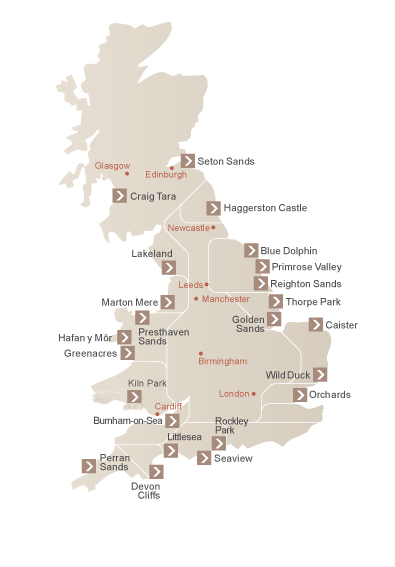 Seton Sands
Glasgow
Edinburgh
Craig Tara
Haggerston Castle
Newcastle
Lakeland
Blue Dolphin
Primrose Valley
Leeds
Reighton Sands
Marton Mere
Manchester
Thorpe Park
Golden
Sands
Caister
Presthaven
Sands
Hafan y Môr
Greenacres
Birmingham
Wild Duck
Kiln Park
London
Orchards
Cardiff
Burnham-on-Sea
Rockley
Park
Littlesea
Seaview
Perran
Sands
Devon
Cliffs